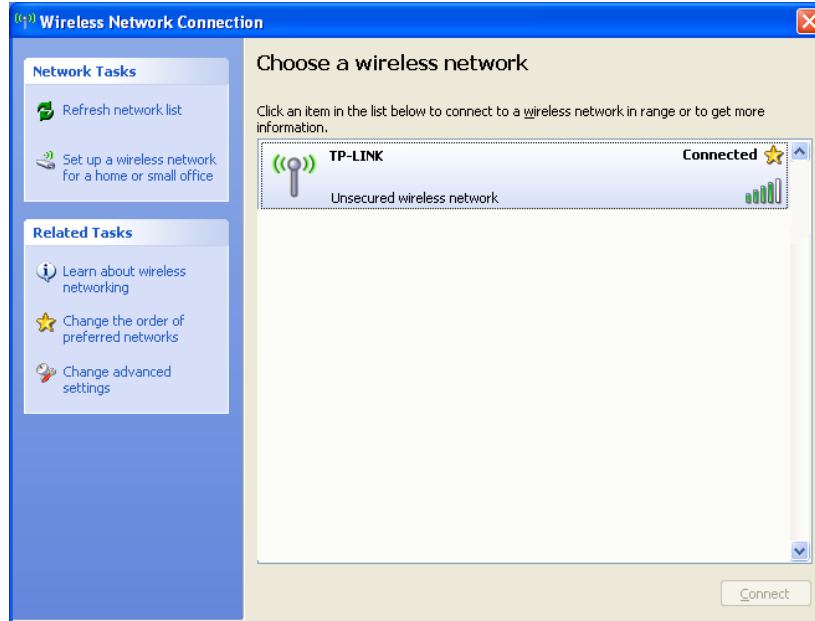 Wireless Network Connection
Network Tasks
Refresh network list
Set up a wireless network
for a home or small office
Related Tasks
Learn about wireless
networking
Change the order of
preferred networks
Change advanced
settings
Choose a wireless network
Click an item in the list below to connect to a wireless network in range or to get more
information.
TP-LINK Connected
Unsecured wireless network
Connect